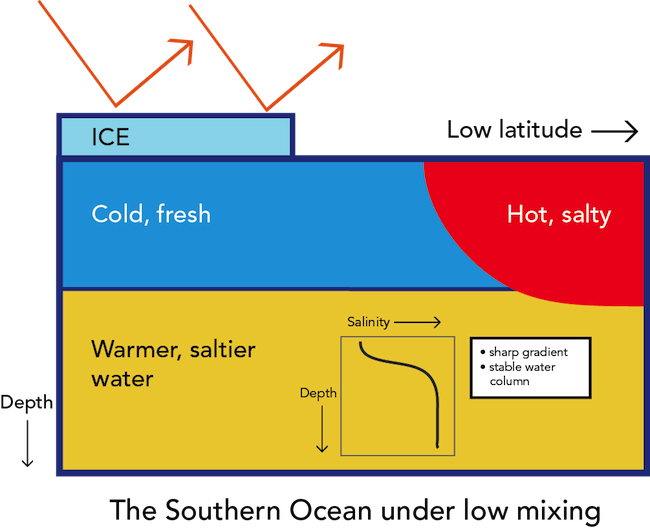 ICE
Low latitude
Cold, fresh
Hot, salty
Warmer, saltier
water
Salinity
Depth
• sharp gradient
• stable water
column
Depth
The Southern Ocean under low mixing